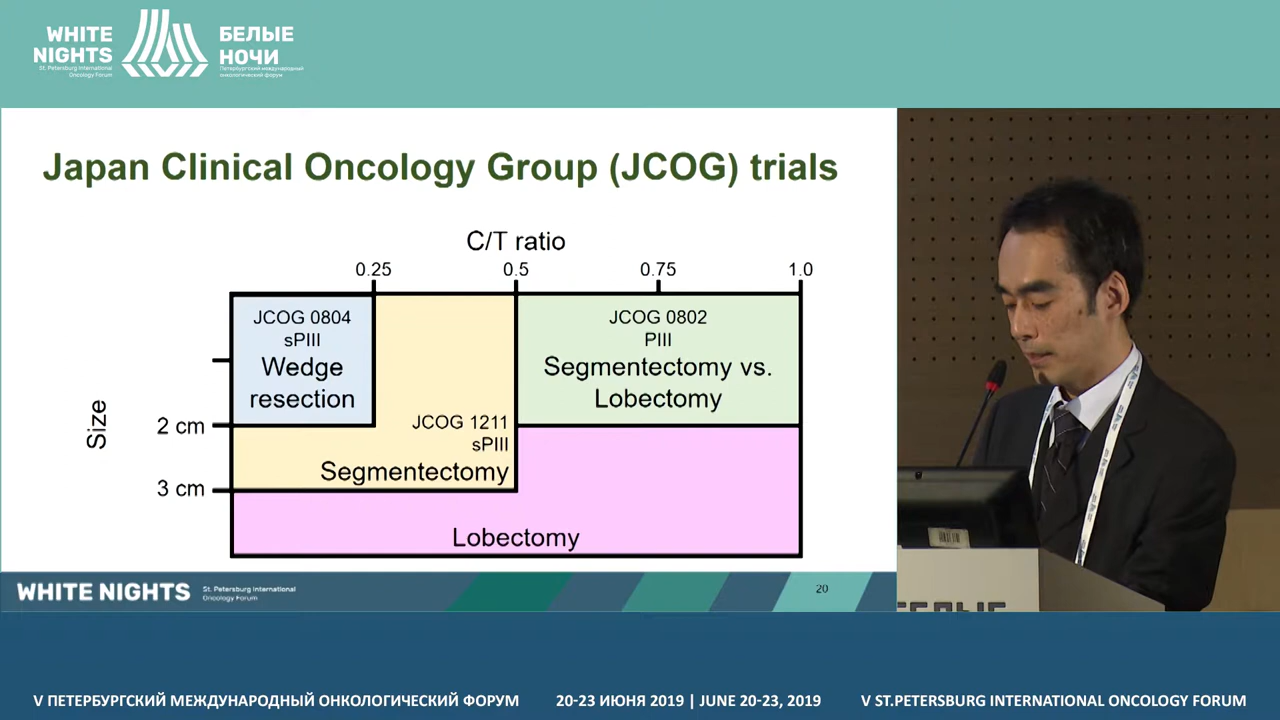 WHITE
NIGHTS
St. Petersburg International
Oncology Forum
БЕЛЫЕ
НОЧИ
Петербургский международный
онкологический форум
Japan Clinical Oncology Group (JCOG) trials
C/T ratio
0.25 0.5 0.75 1.0
JCOG 0804
sPIII
Wedge
resection
JCOG 0802
PIII
Segmentectomy vs.
Lobectomy
Size
2 cm
JCOG 1211
sPIII
Segmentectomy
3 cm
Lobectomy
WHITE NIGHTS
St. Petersburg International
Oncology Forum
20
БЕЛЫЕ
V ПЕТЕРБУРГСКИЙ МЕЖДУНАРОДНЫЙ ОНКОЛОГИЧЕСКИЙ ФОРУМ
20-23 ИЮНЯ 2019 | JUNE 20-23, 2019
V ST.PETERSBURG INTERNATIONAL ONCOLOGY FORUM